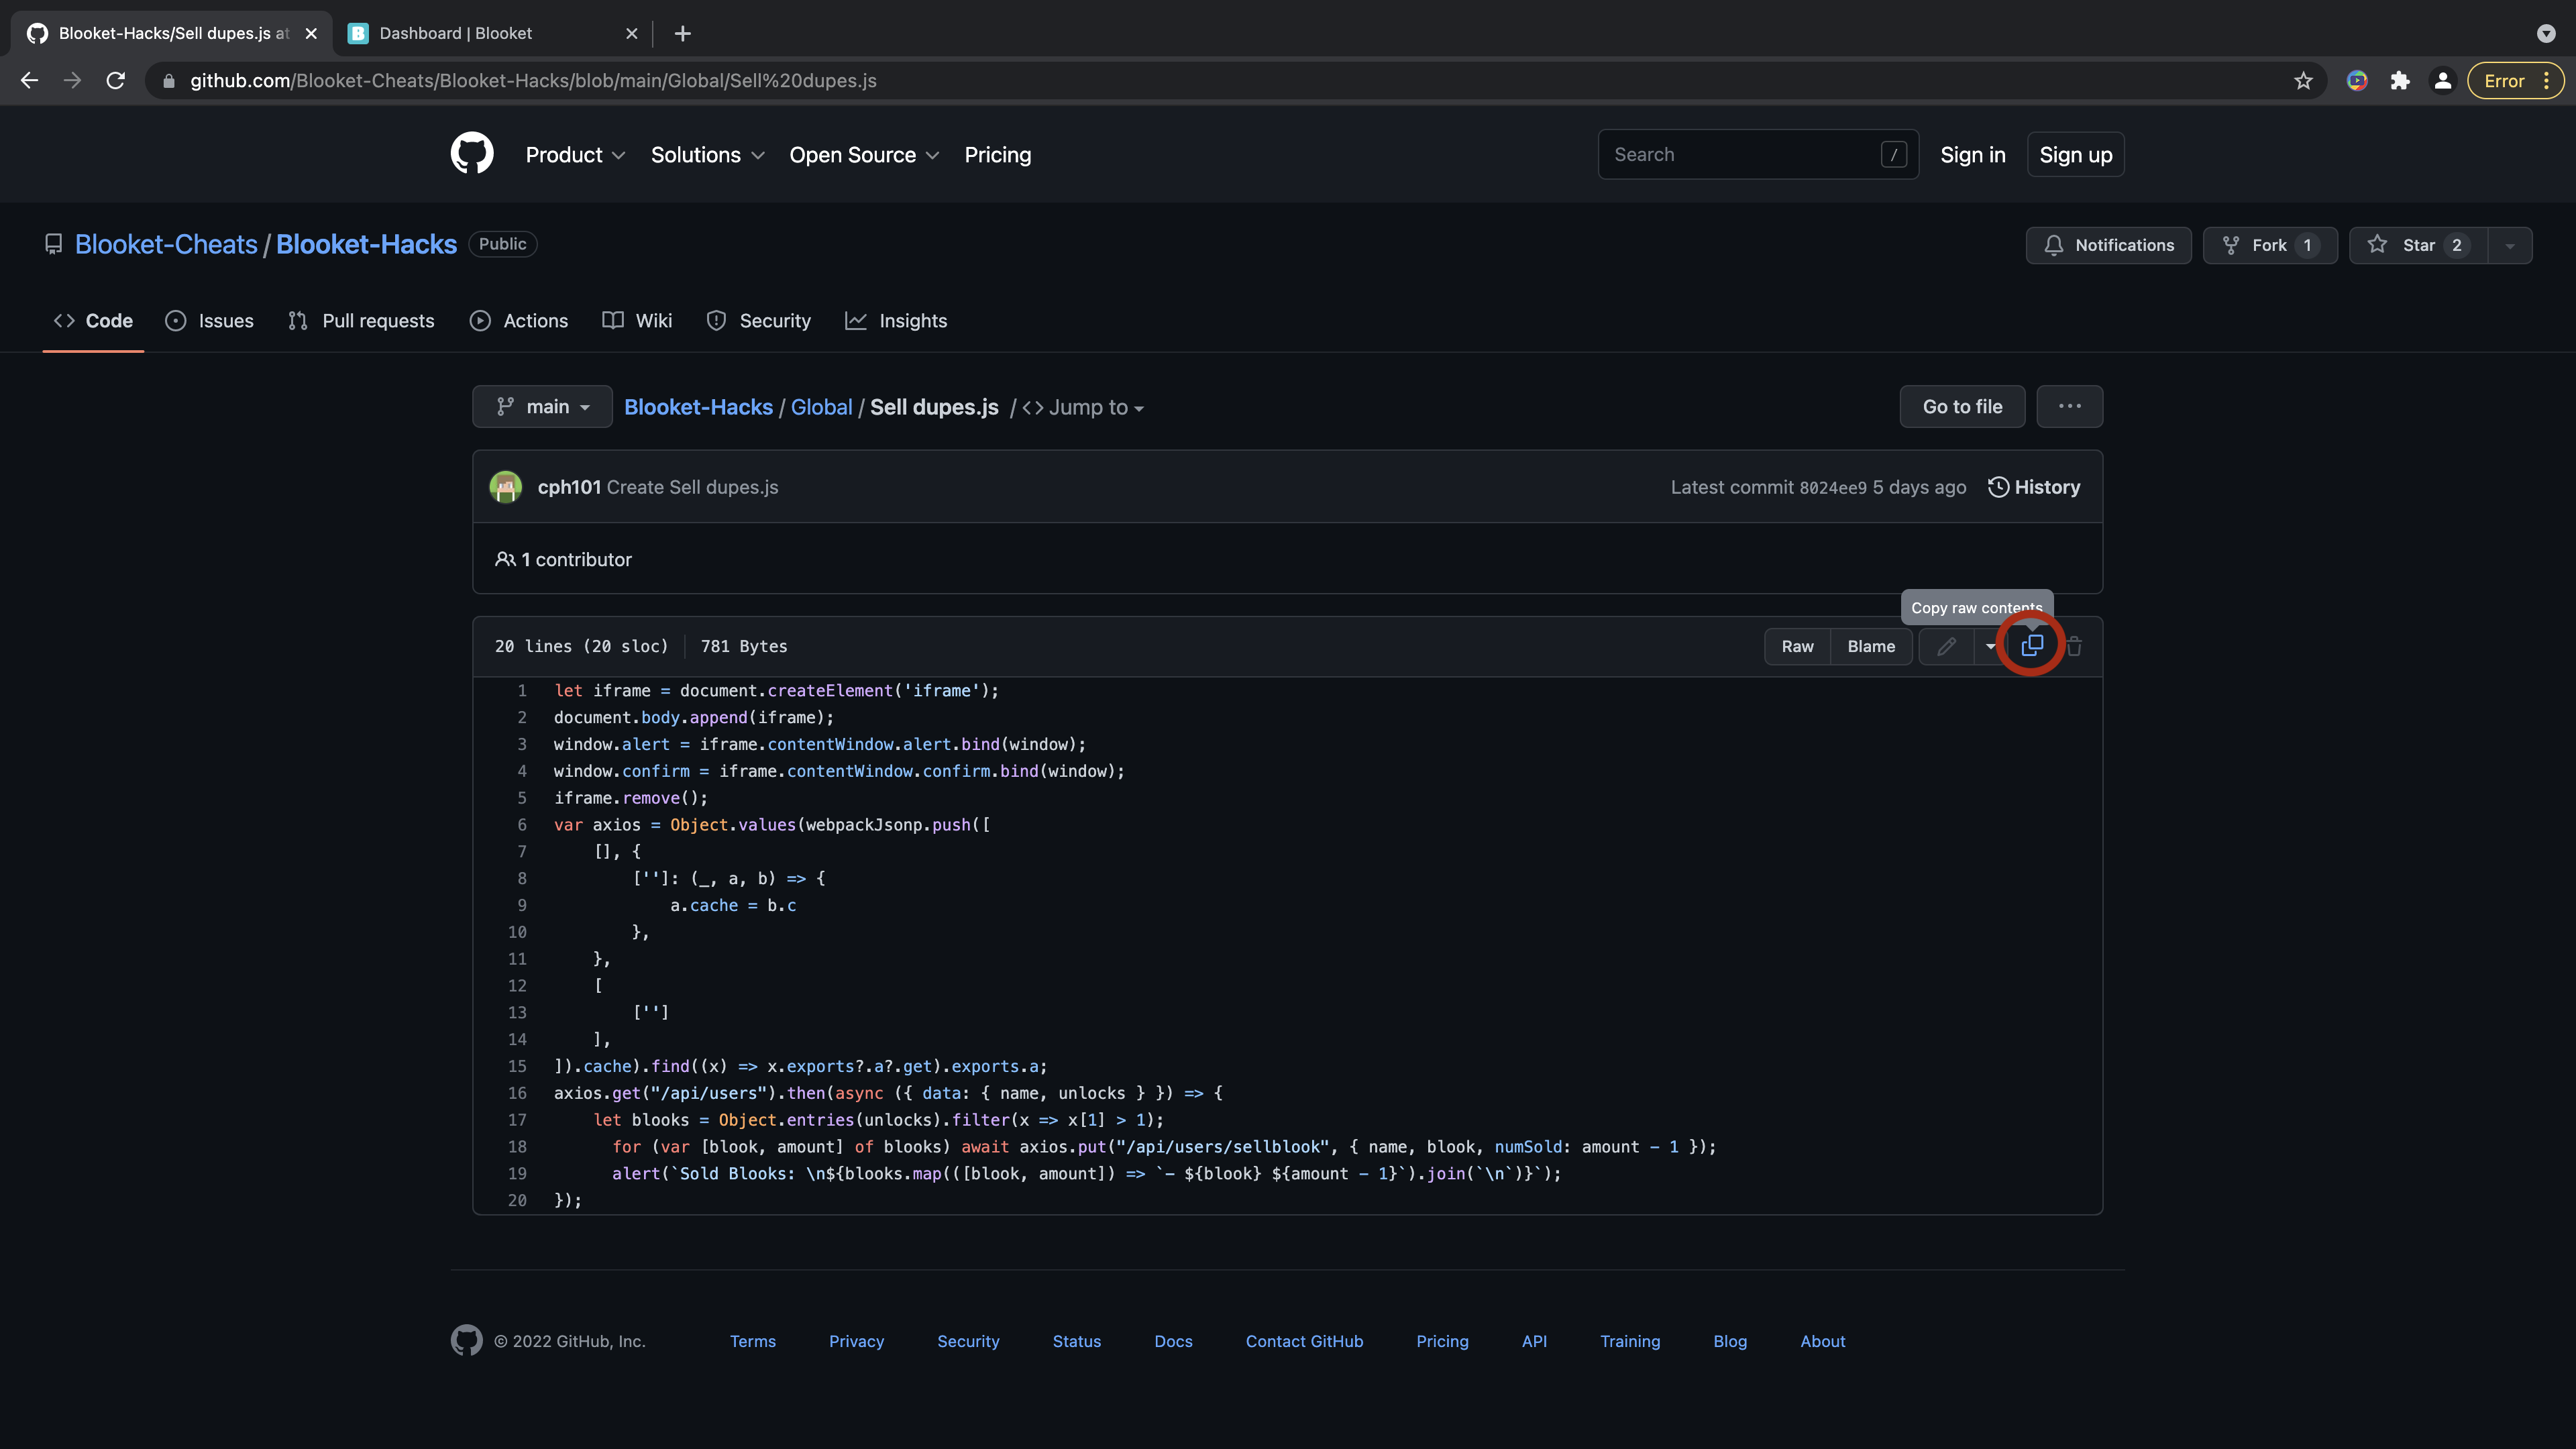 Blooket-Hacks/Sell dupes.js at
Dashboard | Blooket
github.com/Blooket-Cheats/Blooket-Hacks/blob/main/Global/Sell%20dupes.js
Error
Product Solutions Open Source Pricing
Search /
Sign in Sign up
Blooket-Cheats / Blooket-Hacks Public
Notifications Fork 1 Star 2
<> Code Issues Pull requests Actions Wiki Security Insights
main Blooket-Hacks / Global / Sell dupes.js / <> Jump to
Go to file ...
cph101 Create Sell dupes.js
Latest commit 8024ee9 5 days ago History
1 contributor
Copy raw contents
20 lines (20 sloc) 781 Bytes
Raw Blame
1 let iframe = document.createElement('iframe');
2 document.body.append(iframe);
3 window.alert = iframe.contentWindow.alert.bind(window);
4 window.confirm = iframe.contentWindow.confirm.bind(window);
5 iframe.remove();
6 var axios = Object.values(webpackJsonp.push([
7 [], {
8 ['']: (_, a, b) => {
9 a.cache = b.c
10 },
11 },
12 [
13 ['']
14 ],
15 ]).cache).find((x) => x.exports?.a?.get).exports.a;
16 axios.get("/api/users").then(async ({ data: { name, unlocks } }) => {
17 let blooks = Object.entries(unlocks).filter(x => x[1] > 1);
18 for (var [blook, amount] of blooks) await axios.put("/api/users/sellblook", { name, blook, numSold: amount - 1 });
19 alert(`Sold Blooks: \n${blooks.map(([blook, amount]) => `- ${blook} ${amount - 1}`).join(`\n`)}`);
20 });
© 2022 GitHub, Inc. Terms Privacy Security Status Docs Contact GitHub Pricing API Training Blog About